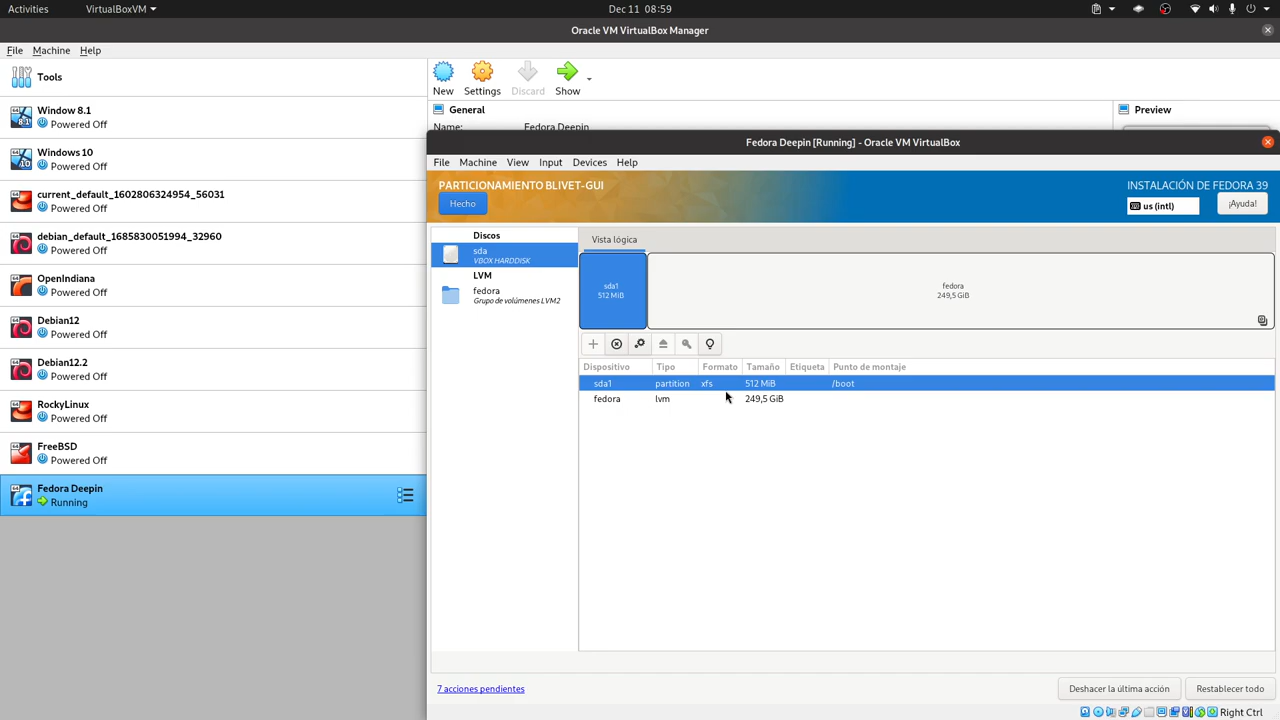 Activities
VirtualBoxVM
Dec 11 08:59
Oracle VM VirtualBox Manager
File Machine Help
Tools
New
Settings
Discard
Show
General
Preview
Name: Fedora Deepin
Window 8.1
Powered Off
Windows 10
Powered Off
current_default_1602806324954_56031
Powered Off
debian_default_1685830051994_32960
Powered Off
OpenIndiana
Powered Off
Debian12
Powered Off
Debian12.2
Powered Off
RockyLinux
Powered Off
FreeBSD
Powered Off
Fedora Deepin
Running
Fedora Deepin [Running] - Oracle VM VirtualBox
File Machine View Input Devices Help
PARTICIONAMIENTO BLIVET-GUI
Hecho
INSTALACIÓN DE FEDORA 39
us (intl)
¡Ayuda!
Discos
sda
VBOX HARDDISK
LVM
fedora
Grupo de volúmenes LVM2
Vista lógica
sda1
512 MiB
fedora
249,5 GiB
Dispositivo Tipo Formato Tamaño Etiqueta Punto de montaje
sda1 partition xfs 512 MiB /boot
fedora lvm 249,5 GiB
7 acciones pendientes
Deshacer la última acción
Restablecer todo
Right Ctrl